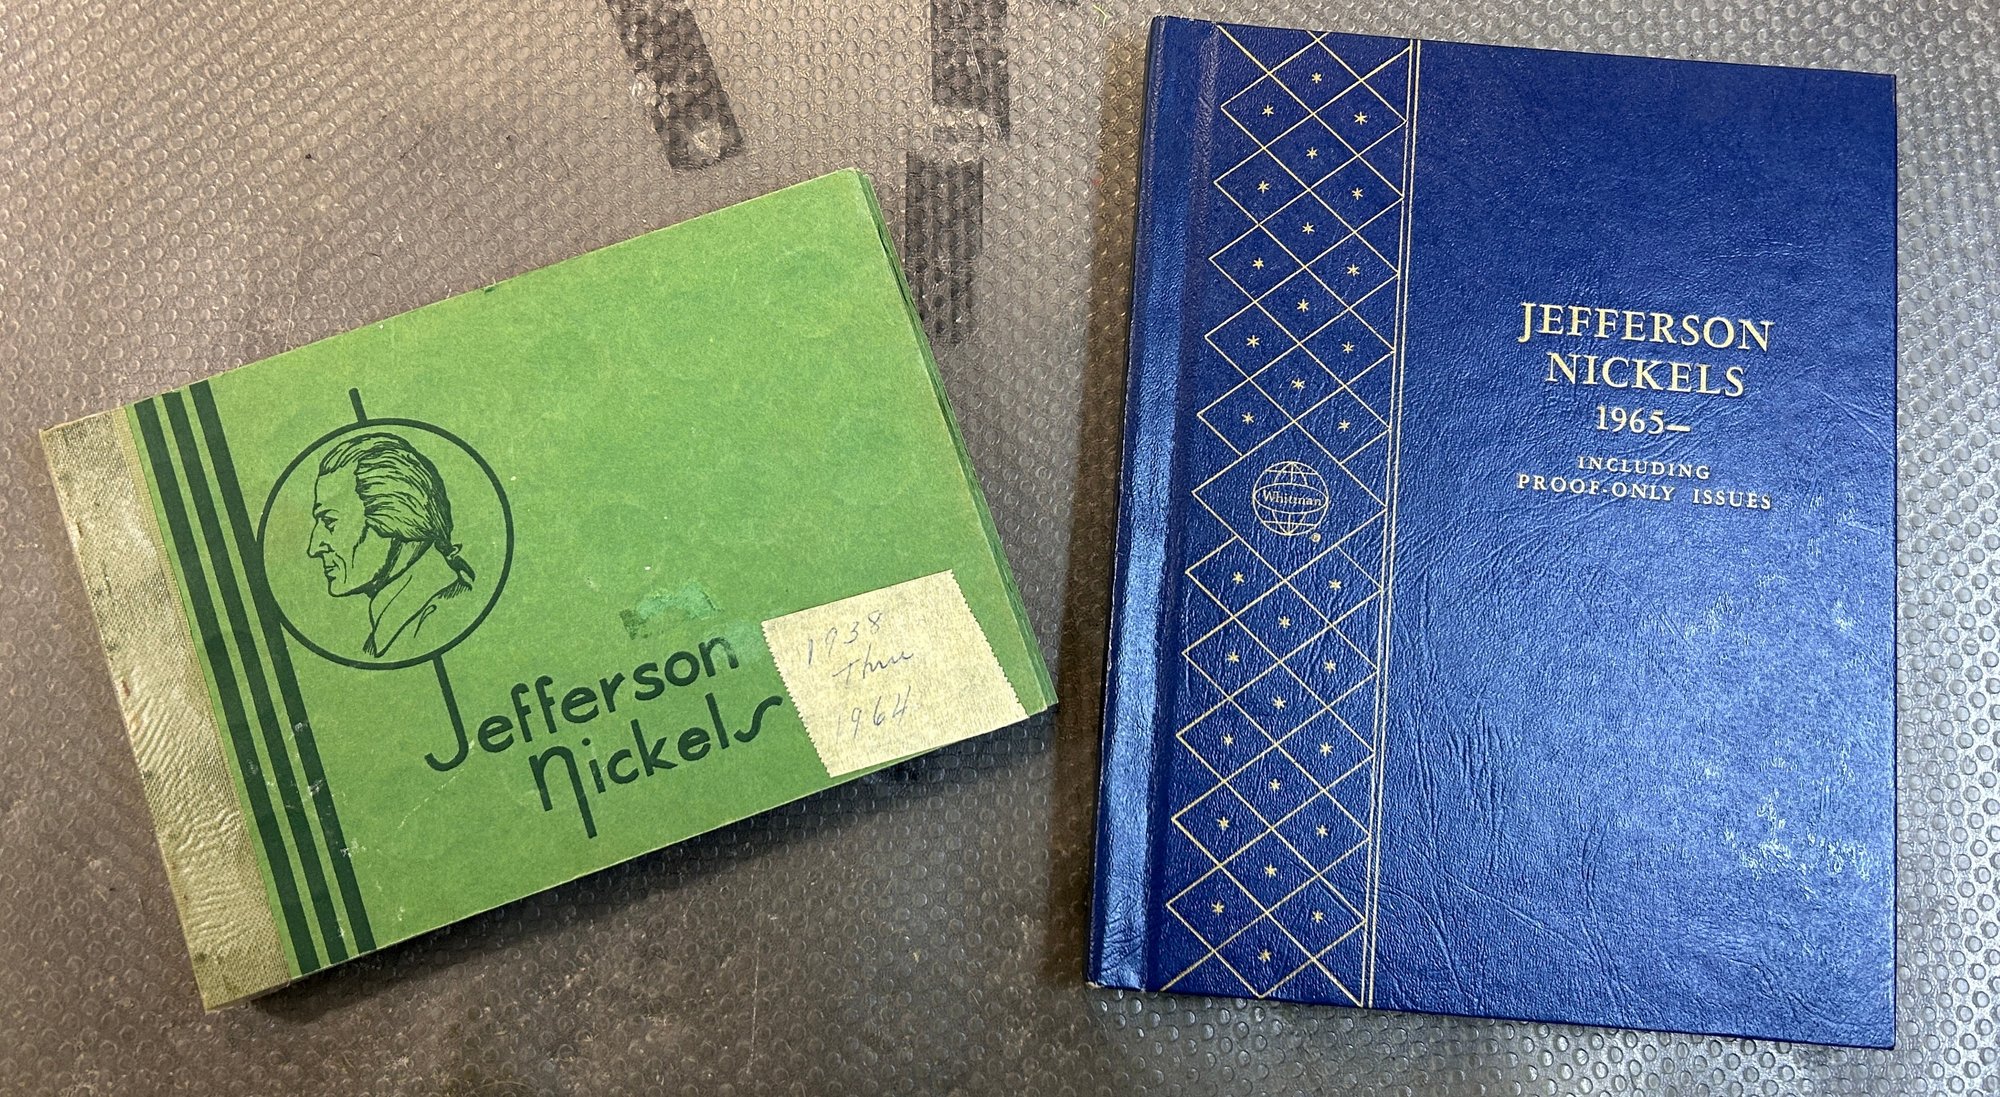 Jefferson
Nickels
1938
Thru
1964
JEFFERSON
NICKELS
1965—
INCLUDING
PROOF-ONLY ISSUES
Whitman
®